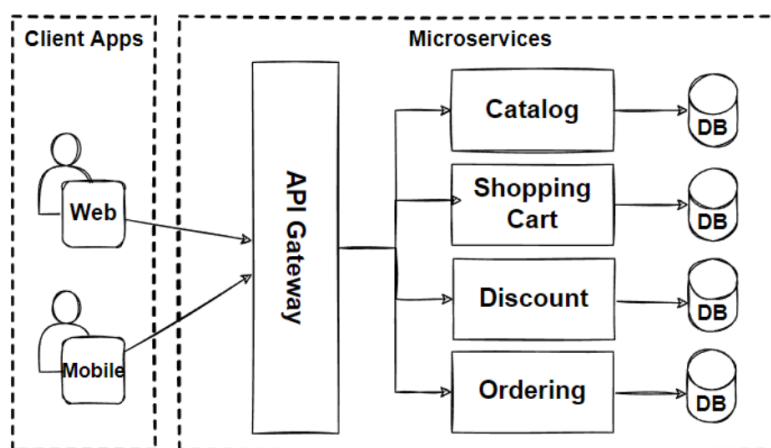 Client Apps
Microservices
Web
Mobile
API Gateway
Catalog
DB
Shopping
Cart
DB
Discount
DB
Ordering
DB